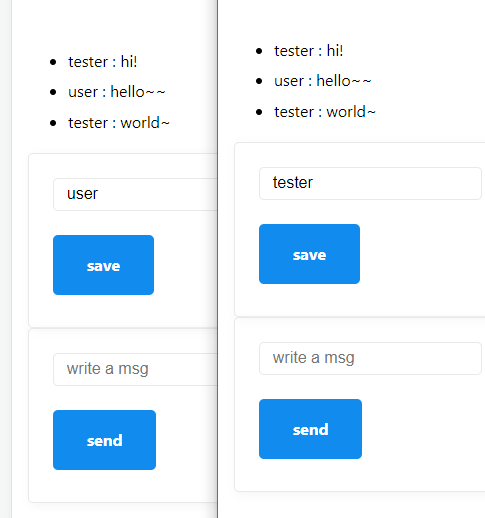 tester : hi!
user : hello~~
tester : world~
user
save
write a msg
send
tester : hi!
user : hello~~
tester : world~
tester
save
write a msg
send